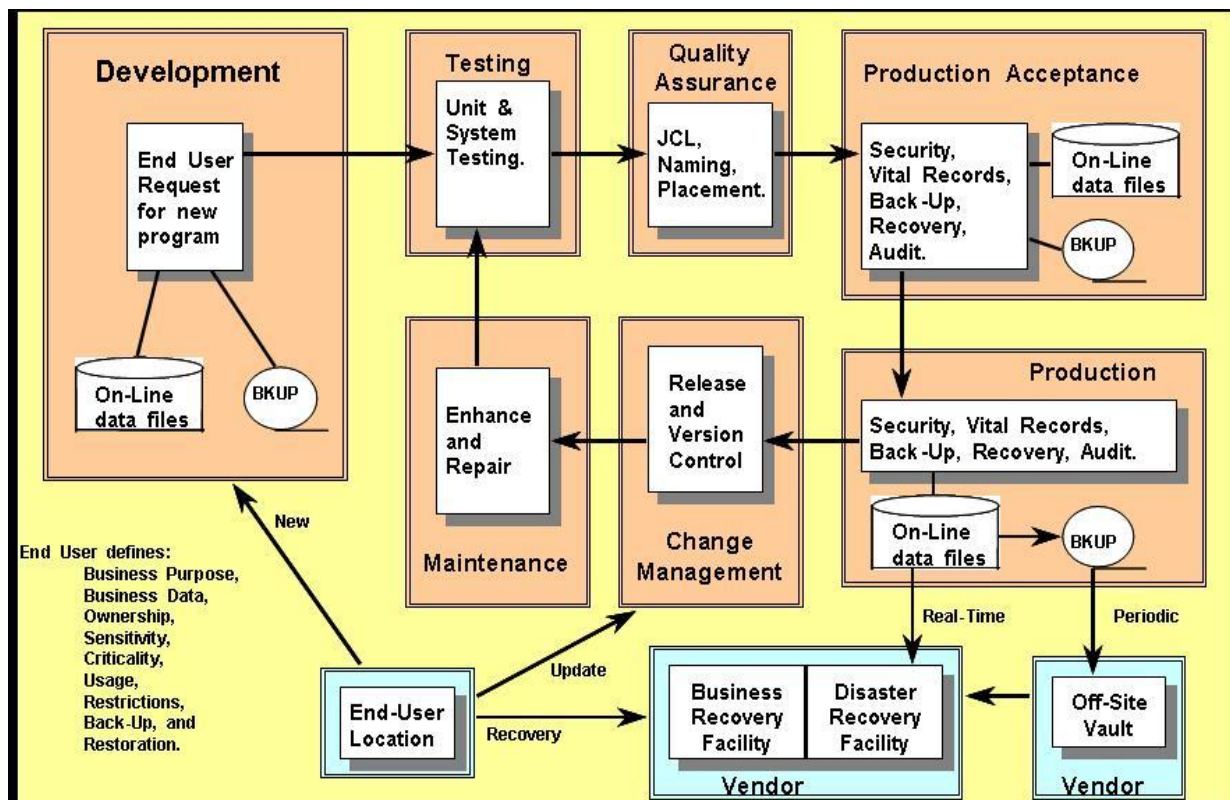 Development
End User
Request
for new
program
On-Line
data files
BKUP
Testing
Unit &
System
Testing.
Quality
Assurance
JCL,
Naming,
Placement.
Production Acceptance
Security,
Vital Records,
Back-Up,
Recovery,
Audit.
On-Line
data files
BKUP
Enhance
and
Repair
Maintenance
Release
and
Version
Control
Change
Management
Production
Security, Vital Records,
Back-Up, Recovery, Audit.
On-Line
data files
BKUP
New
End User defines:
Business Purpose,
Business Data,
Ownership,
Sensitivity,
Criticality,
Usage,
Restrictions,
Back-Up, and
Restoration.
End-User
Location
Update
Recovery
Real-Time
Periodic
Business
Recovery
Facility
Disaster
Recovery
Facility
Vendor
Off-Site
Vault
Vendor